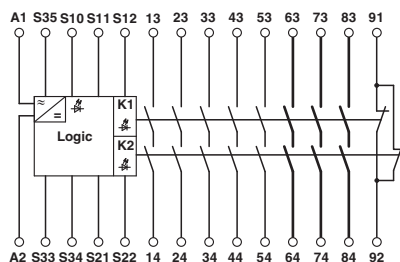 A1 S35 S10 S11 S12 13 23 33 43 53 63 73 83 91
≈
=
K1
Logic
K2
A2 S33 S34 S21 S22 14 24 34 44 54 64 74 84 92